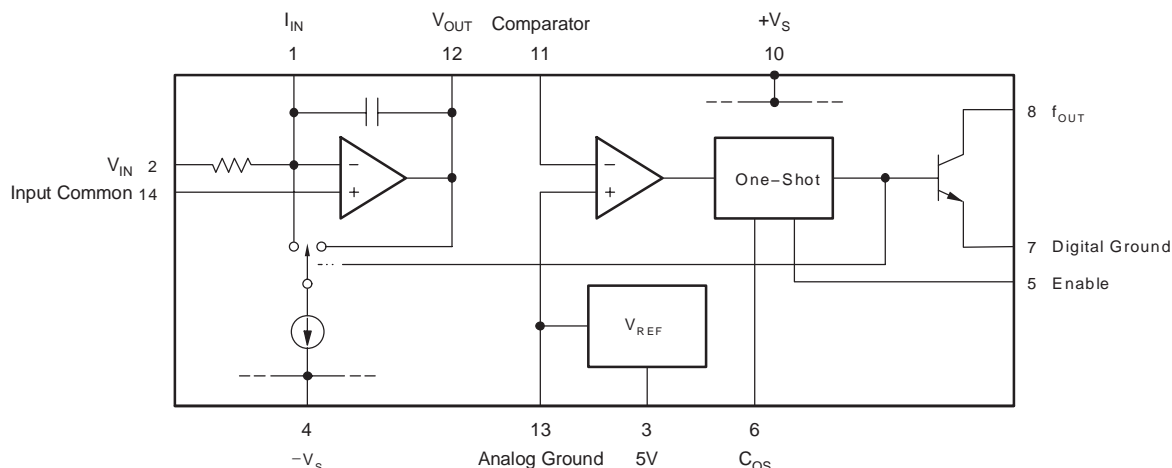 I_IN V_OUT Comparator +V_S
1 12 11 10
8 f_OUT
V_IN 2
−
−
Input Common 14
+
+
One-Shot
7 Digital Ground
5 Enable
V_REF
4 13 3 6
−V_S Analog Ground 5V C_OS